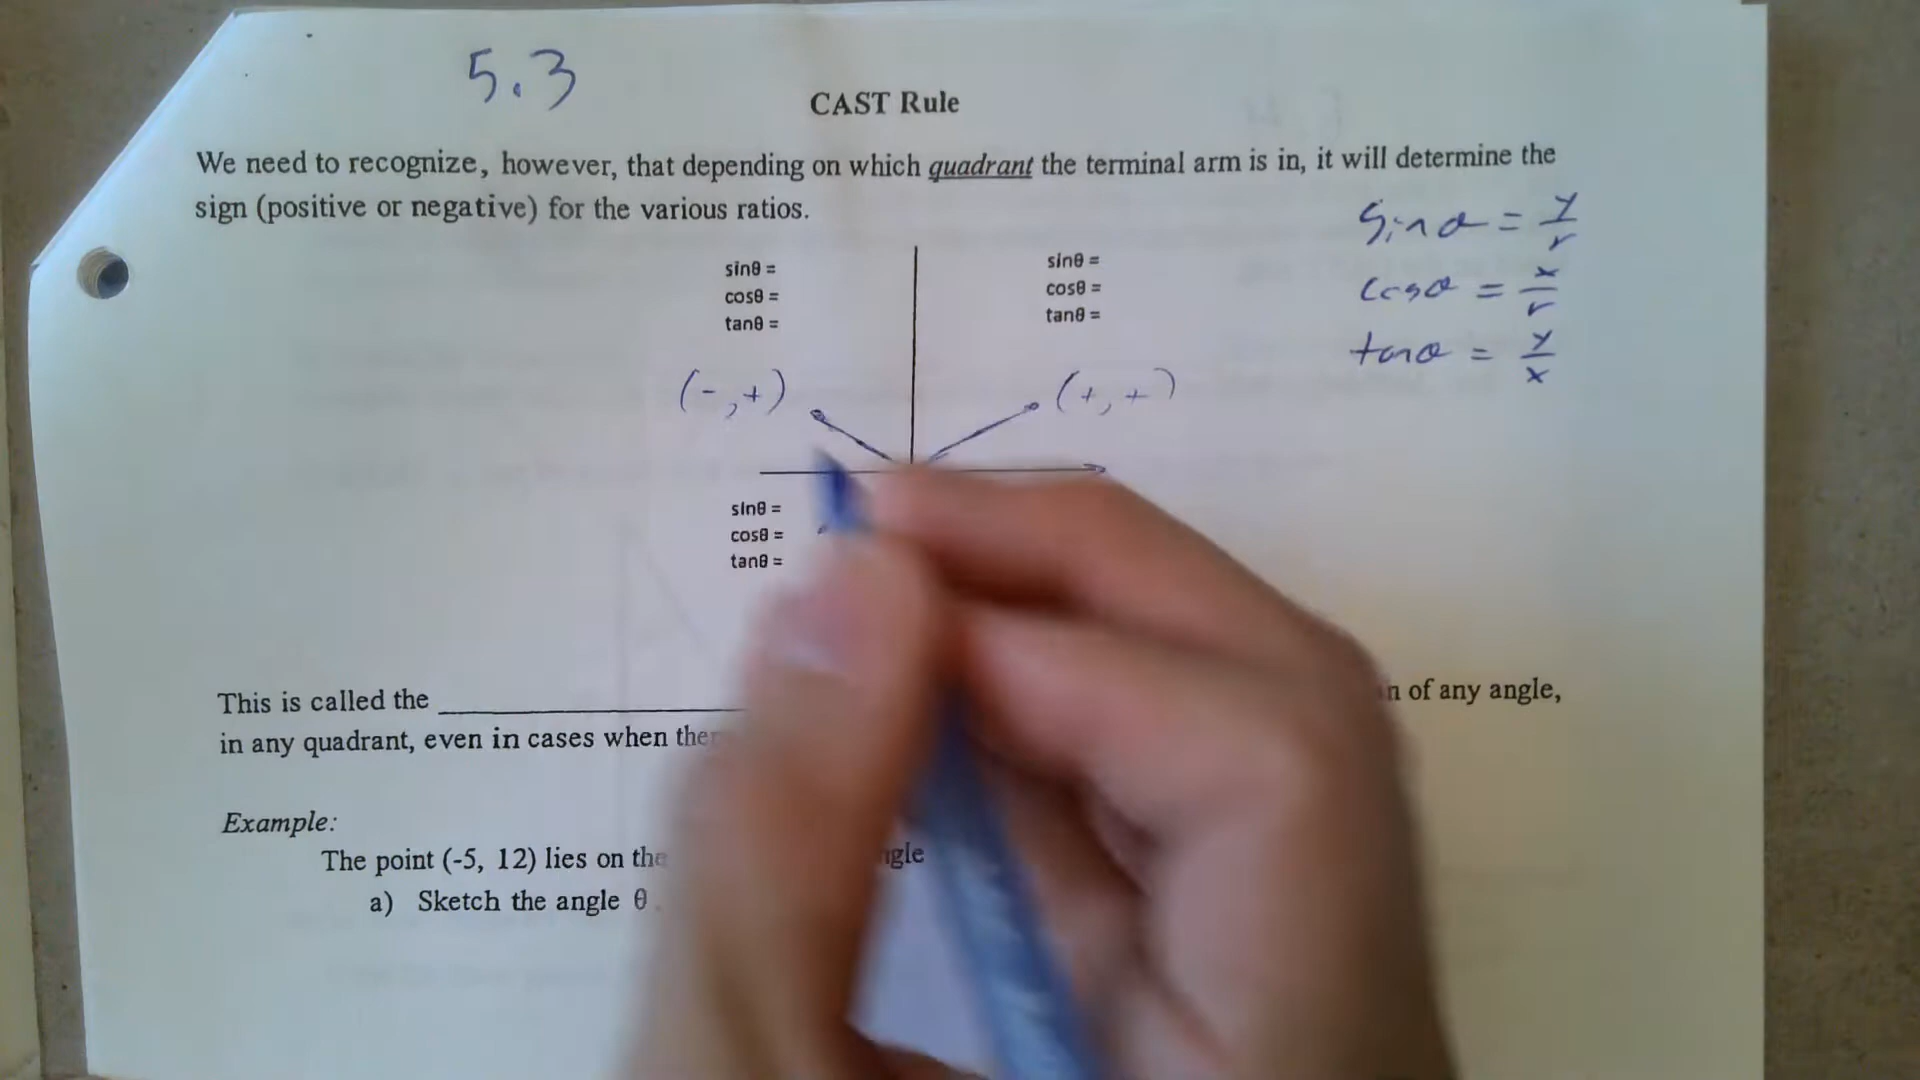 5.3
CAST Rule
We need to recognize, however, that depending on which quadrant the terminal arm is in, it will determine the
sign (positive or negative) for the various ratios.
sinθ = y/r
cosθ = x/r
tanθ = y/x
sinθ =
cosθ =
tanθ =
sinθ =
cosθ =
tanθ =
(-,+)
(+,+)
sinθ =
cosθ =
tanθ =
This is called the
of any angle,
in any quadrant, even in cases when
Example:
The point (-5, 12) lies on
a) Sketch the angle θ